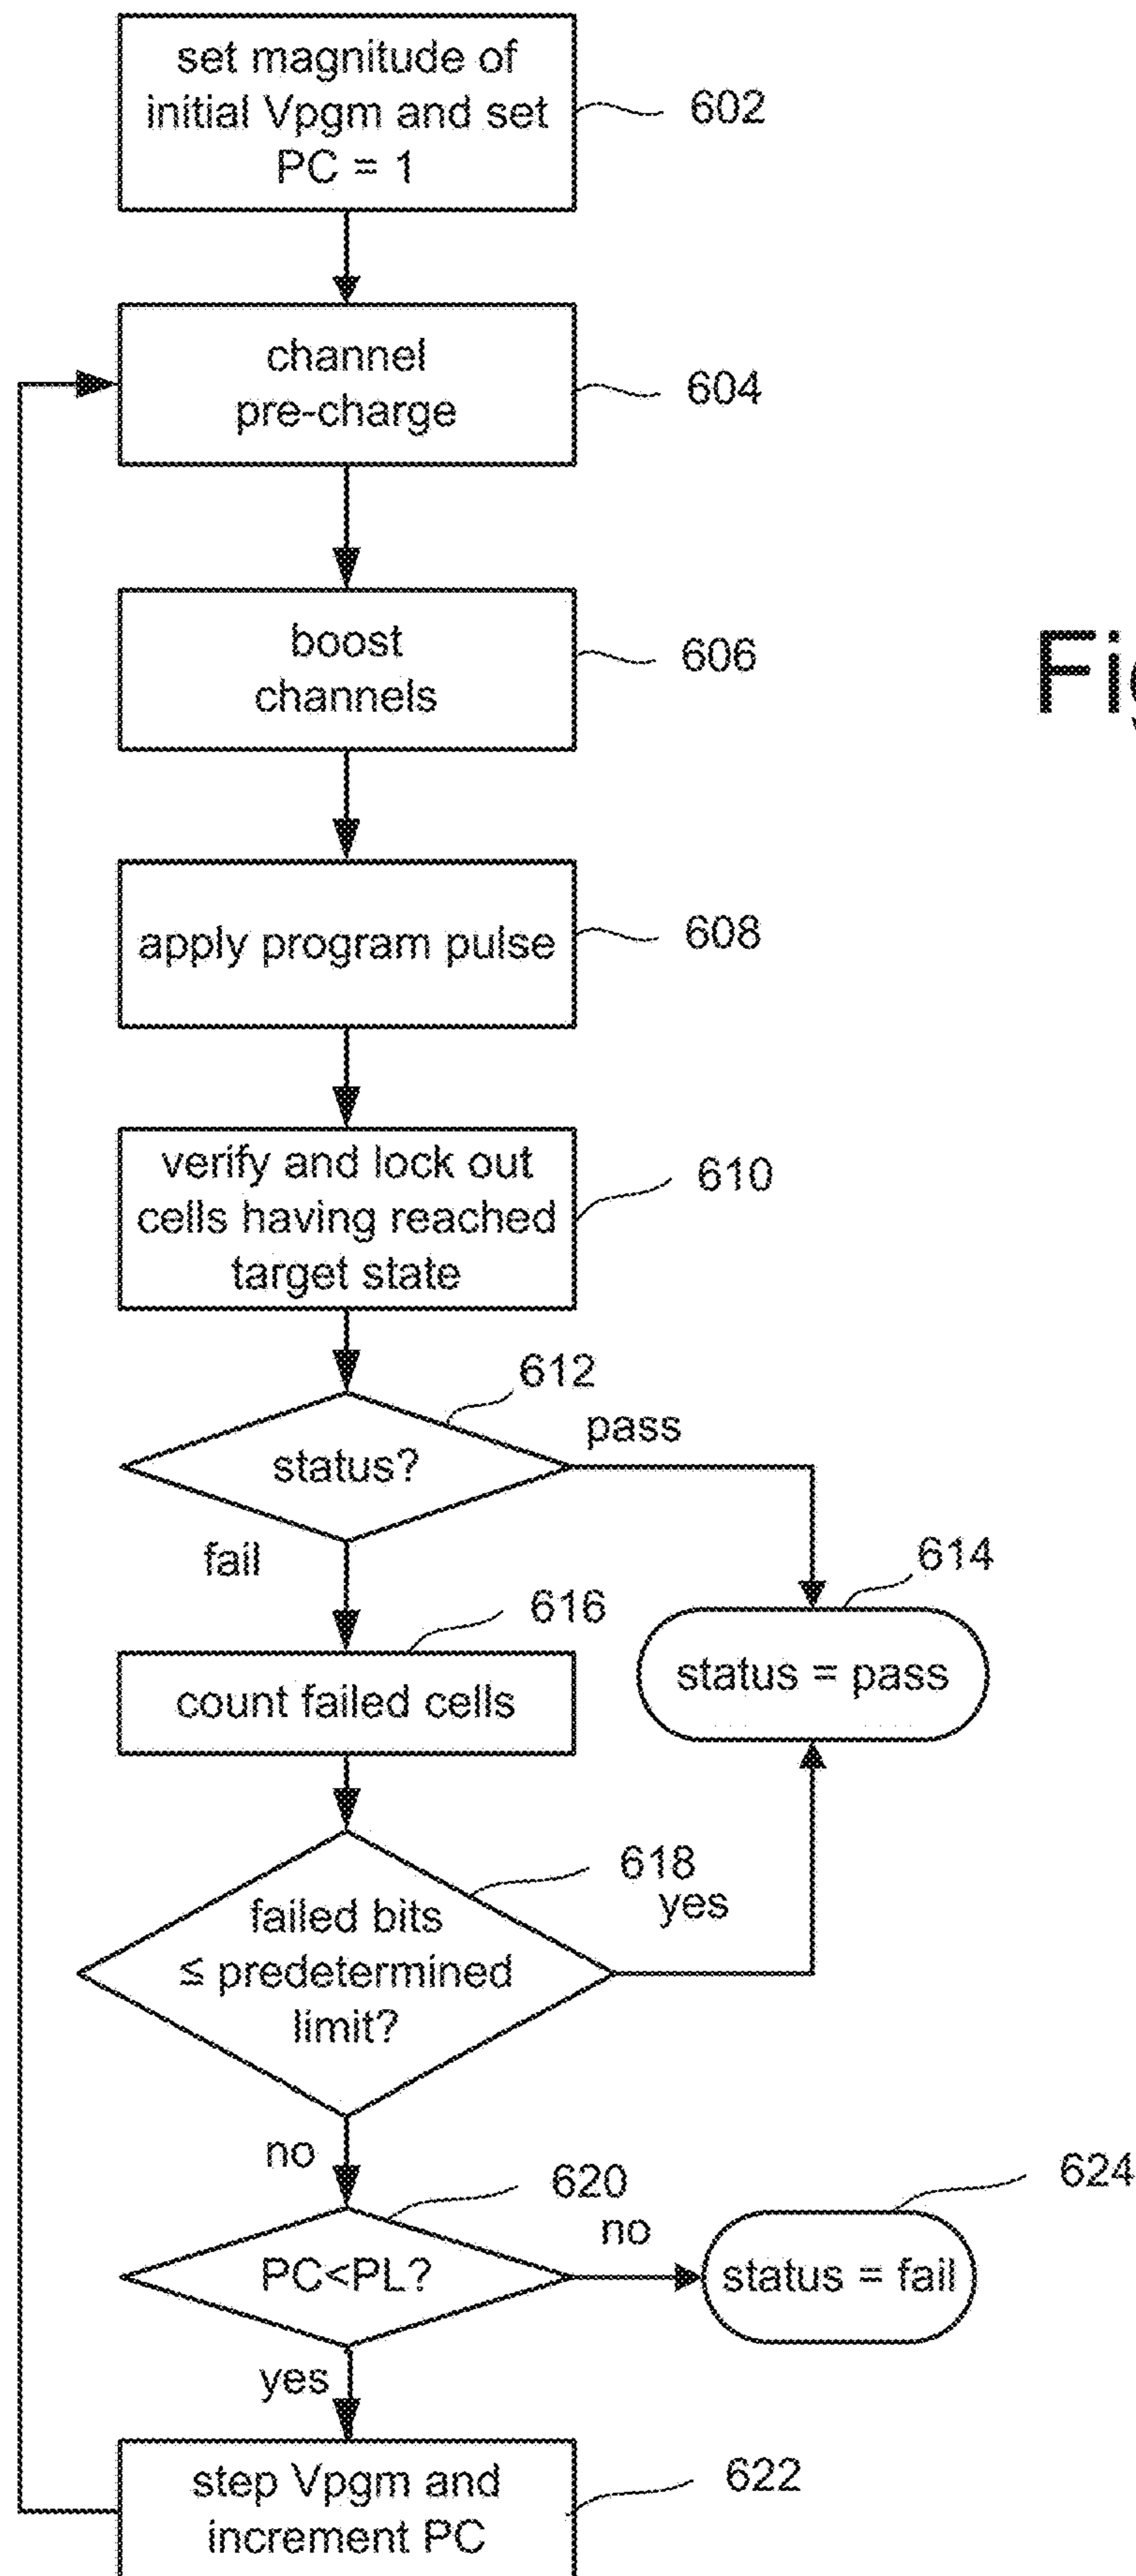 set magnitude of
initial Vpgm and set
PC = 1
602
channel
pre-charge
604
boost
channels
606
Fi
apply program pulse
608
verify and lock out
cells having reached
target state
610
612
status?
pass
fail
614
status = pass
616
count failed cells
618
failed bits
≦ predetermined
limit?
yes
no
620
PC<PL?
no
624
status = fail
yes
step Vpgm and
increment PC
622